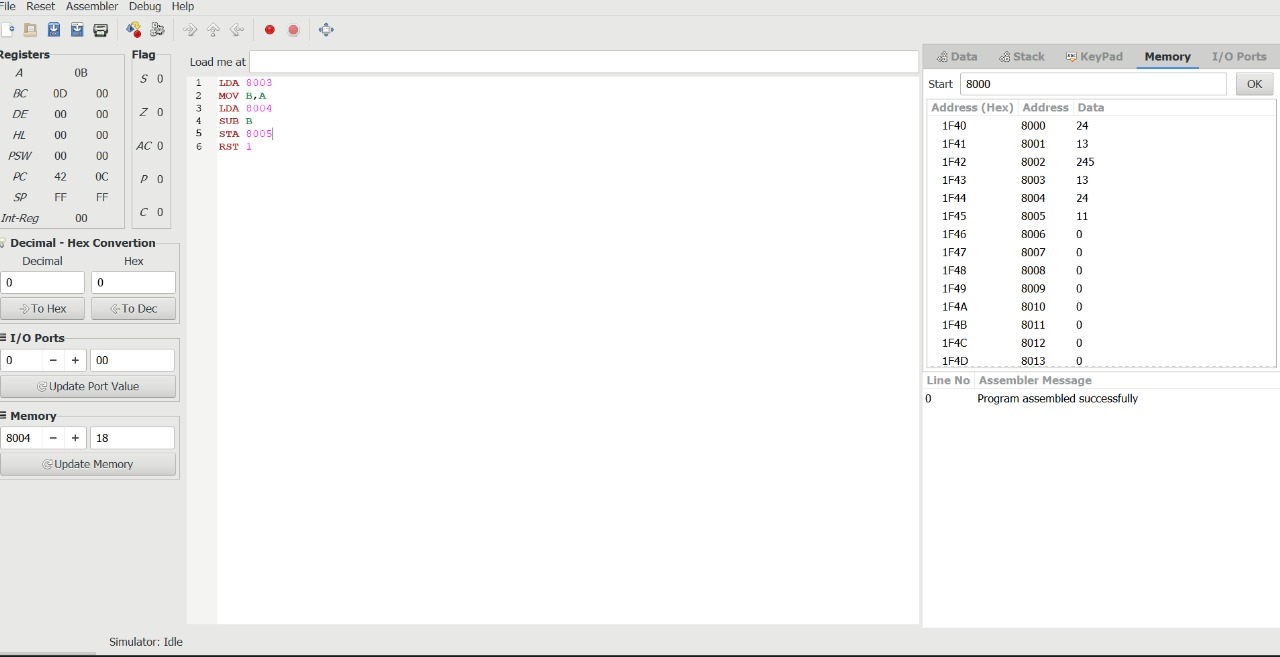 File Reset Assembler Debug Help
Load me at
Registers
A 0B
BC 0D 00
DE 00 00
HL 00 00
PSW 00 00
PC 42 0C
SP FF FF
Int-Reg 00
Flag
S 0
Z 0
AC 0
P 0
C 0
Decimal - Hex Convertion
Decimal Hex
0 0
To Hex To Dec
I/O Ports
0 - + 00
Update Port Value
Memory
8004 - + 18
Update Memory
1 LDA 8003
2 MOV B,A
3 LDA 8004
4 SUB B
5 STA 8005
6 RST 1
Data Stack KeyPad Memory I/O Ports
Start 8000 OK
Address (Hex) Address Data
1F40 8000 24
1F41 8001 13
1F42 8002 245
1F43 8003 13
1F44 8004 24
1F45 8005 11
1F46 8006 0
1F47 8007 0
1F48 8008 0
1F49 8009 0
1F4A 8010 0
1F4B 8011 0
1F4C 8012 0
1F4D 8013 0
Line No Assembler Message
0 Program assembled successfully
Simulator: Idle